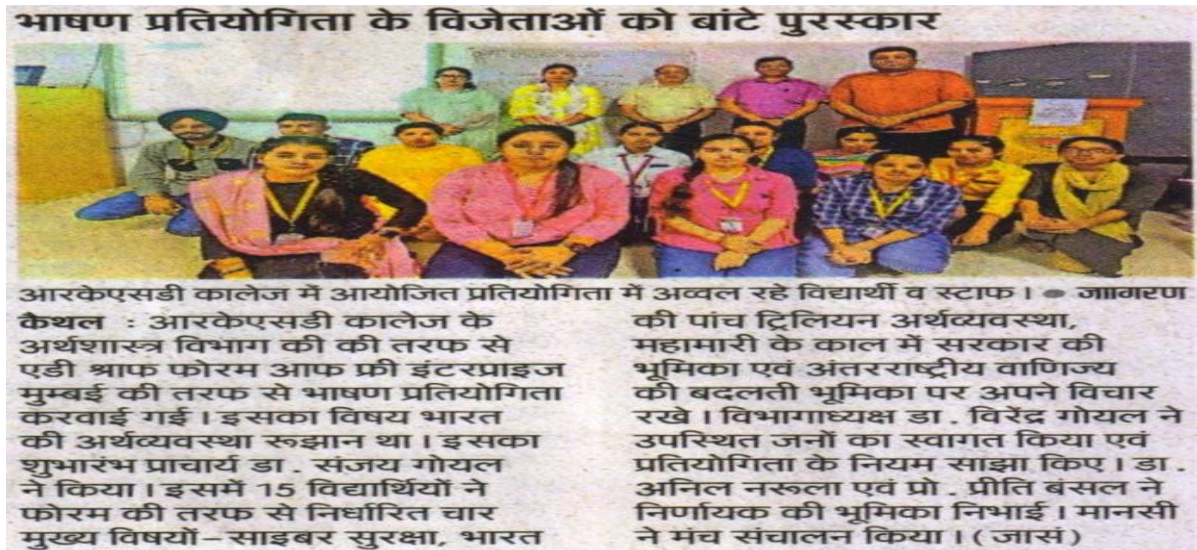 भाषण प्रतियोगिता के विजेताओं को बांटे पुरस्कार
आरकेएसडी कालेज में आयोजित प्रतियोगिता में अव्वल रहे विद्यार्थी व स्टाफ। ● जागरण
कैथल : आरकेएसडी कालेज के
अर्थशास्त्र विभाग की की तरफ से
एडी श्राफ फोरम आफ फ्री इंटरप्राइज
मुम्बई की तरफ से भाषण प्रतियोगिता
करवाई गई। इसका विषय भारत
की अर्थव्यवस्था रूझान था। इसका
शुभारंभ प्राचार्य डा. संजय गोयल
ने किया। इसमें 15 विद्यार्थियों ने
फोरम की तरफ से निर्धारित चार
मुख्य विषयों-साइबर सुरक्षा, भारत
की पांच ट्रिलियन अर्थव्यवस्था,
महामारी के काल में सरकार की
भूमिका एवं अंतरराष्ट्रीय वाणिज्य
की बदलती भूमिका पर अपने विचार
रखे। विभागाध्यक्ष डा. विरेंद्र गोयल ने
उपस्थित जनों का स्वागत किया एवं
प्रतियोगिता के नियम साझा किए। डा.
अनिल नरूला एवं प्रो. प्रीति बंसल ने
निर्णायक की भूमिका निभाई। मानसी
ने मंच संचालन किया। (जासं)